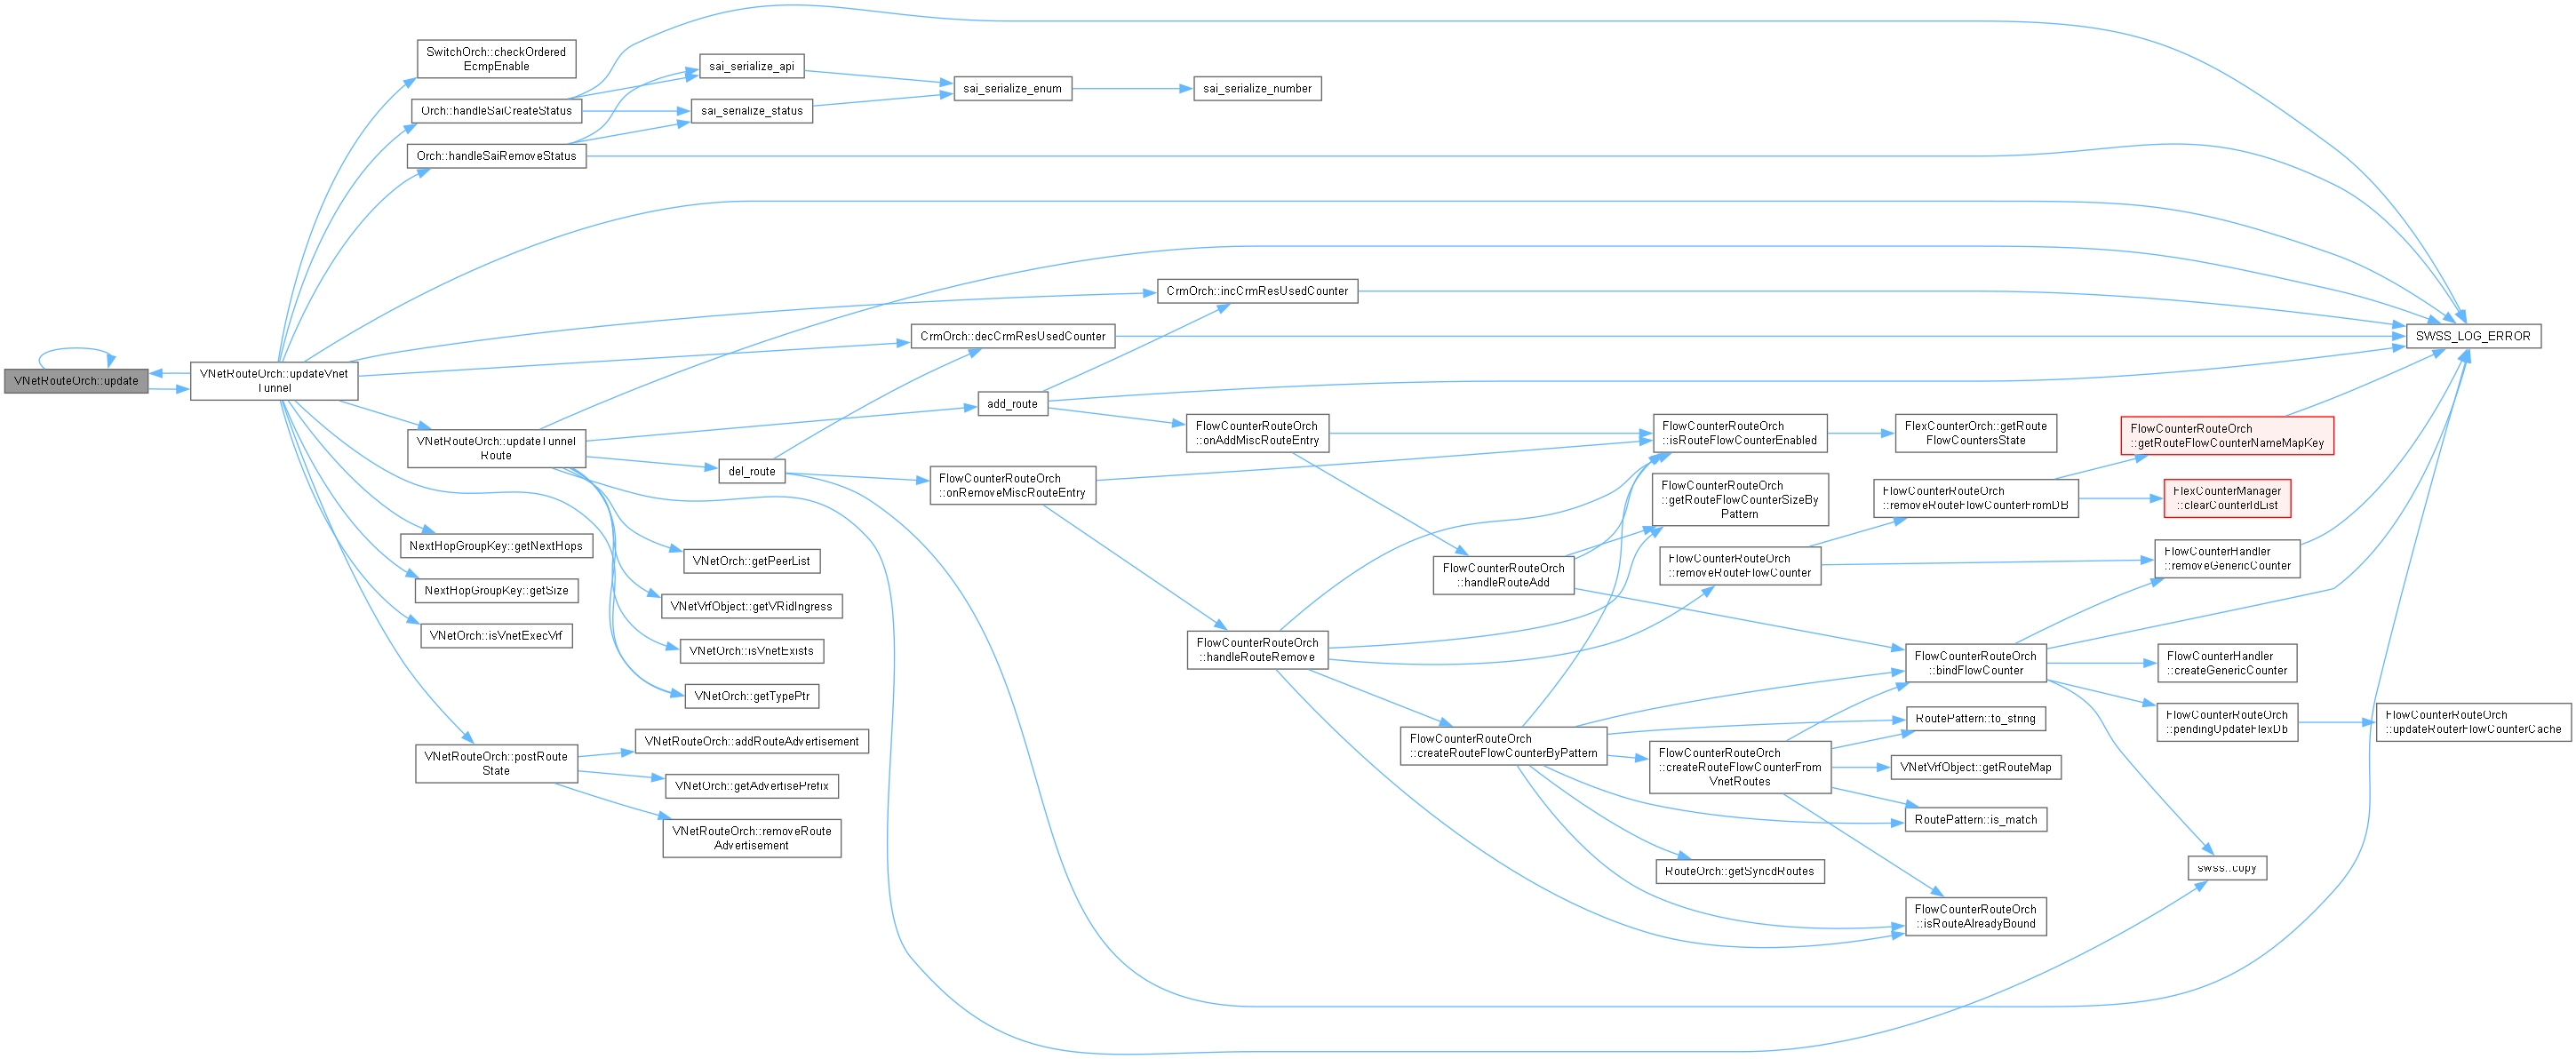 VNetRouteOrch::update
VNetRouteOrch::updateVnet
Tunnel
SwitchOrch::checkOrdered
EcmpEnable
Orch::handleSaiCreateStatus
Orch::handleSaiRemoveStatus
sai_serialize_api
sai_serialize_status
sai_serialize_enum
sai_serialize_number
SWSS_LOG_ERROR
CrmOrch::incCrmResUsedCounter
CrmOrch::decCrmResUsedCounter
VNetRouteOrch::updateTunnel
Route
add_route
del_route
FlowCounterRouteOrch
::onAddMiscRouteEntry
FlowCounterRouteOrch
::onRemoveMiscRouteEntry
FlowCounterRouteOrch
::isRouteFlowCounterEnabled
FlexCounterOrch::getRoute
FlowCountersState
FlowCounterRouteOrch
::getRouteFlowCounterSizeBy
Pattern
FlowCounterRouteOrch
::getRouteFlowCounterNameMapKey
FlowCounterRouteOrch
::removeRouteFlowCounterFromDB
FlexCounterManager
::clearCounterIdList
FlowCounterRouteOrch
::handleRouteAdd
FlowCounterRouteOrch
::removeRouteFlowCounter
FlowCounterHandler
::removeGenericCounter
NextHopGroupKey::getNextHops
NextHopGroupKey::getSize
VNetOrch::isVnetExecVrf
VNetOrch::getPeerList
VNetVrfObject::getVRidIngress
VNetOrch::isVnetExists
VNetOrch::getTypePtr
FlowCounterRouteOrch
::handleRouteRemove
FlowCounterRouteOrch
::bindFlowCounter
FlowCounterHandler
::createGenericCounter
FlowCounterRouteOrch
::pendingUpdateFlexDb
FlowCounterRouteOrch
::updateRouterFlowCounterCache
FlowCounterRouteOrch
::createRouteFlowCounterByPattern
RoutePattern::to_string
FlowCounterRouteOrch
::createRouteFlowCounterFrom
VnetRoutes
VNetVrfObject::getRouteMap
RoutePattern::is_match
VNetRouteOrch::postRoute
State
VNetRouteOrch::addRouteAdvertisement
VNetOrch::getAdvertisePrefix
VNetRouteOrch::removeRoute
Advertisement
RouteOrch::getSyncdRoutes
swss::copy
FlowCounterRouteOrch
::isRouteAlreadyBound